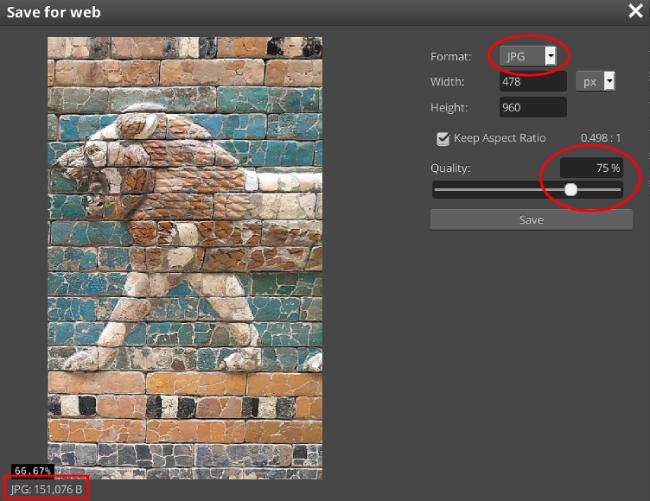 Save for web
Format: JPG
Width: 478 px
Height: 960
Keep Aspect Ratio 0.498 : 1
Quality: 75 %
Save
66.67%
JPG: 151,076 B